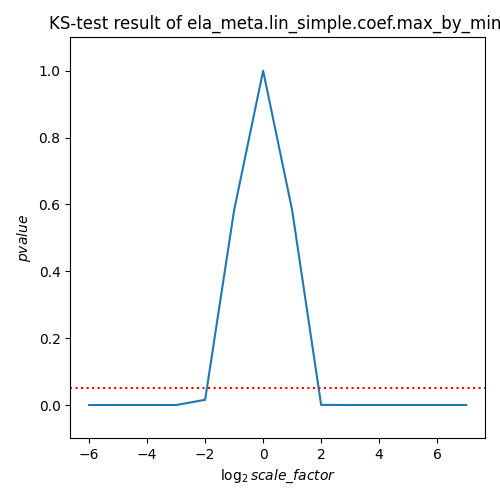 KS-test result of ela_meta.lin_simple.coef.max_by_min
1.0
0.8
0.6
0.4
0.2
0.0
pvalue
−6 −4 −2 0 2 4 6
log₂ scale_factor